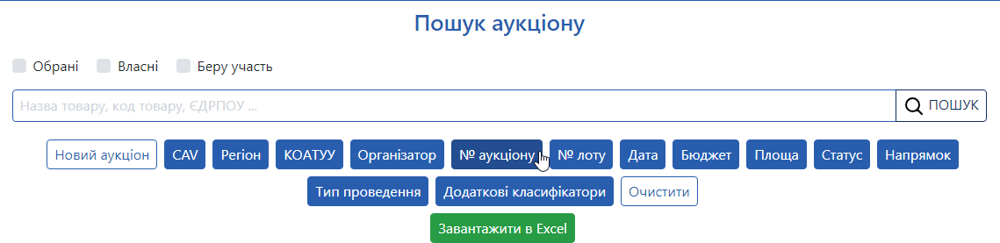 Пошук аукціону
Обрані Власні Беру участь
Назва товару, код товару, ЄДРПОУ ... ПОШУК
Новий аукціон CAV Регіон КОАТУУ Організатор № аукціону № лоту Дата Бюджет Площа Статус Напрямок
Тип проведення Додаткові класифікатори Очистити
Завантажити в Excel